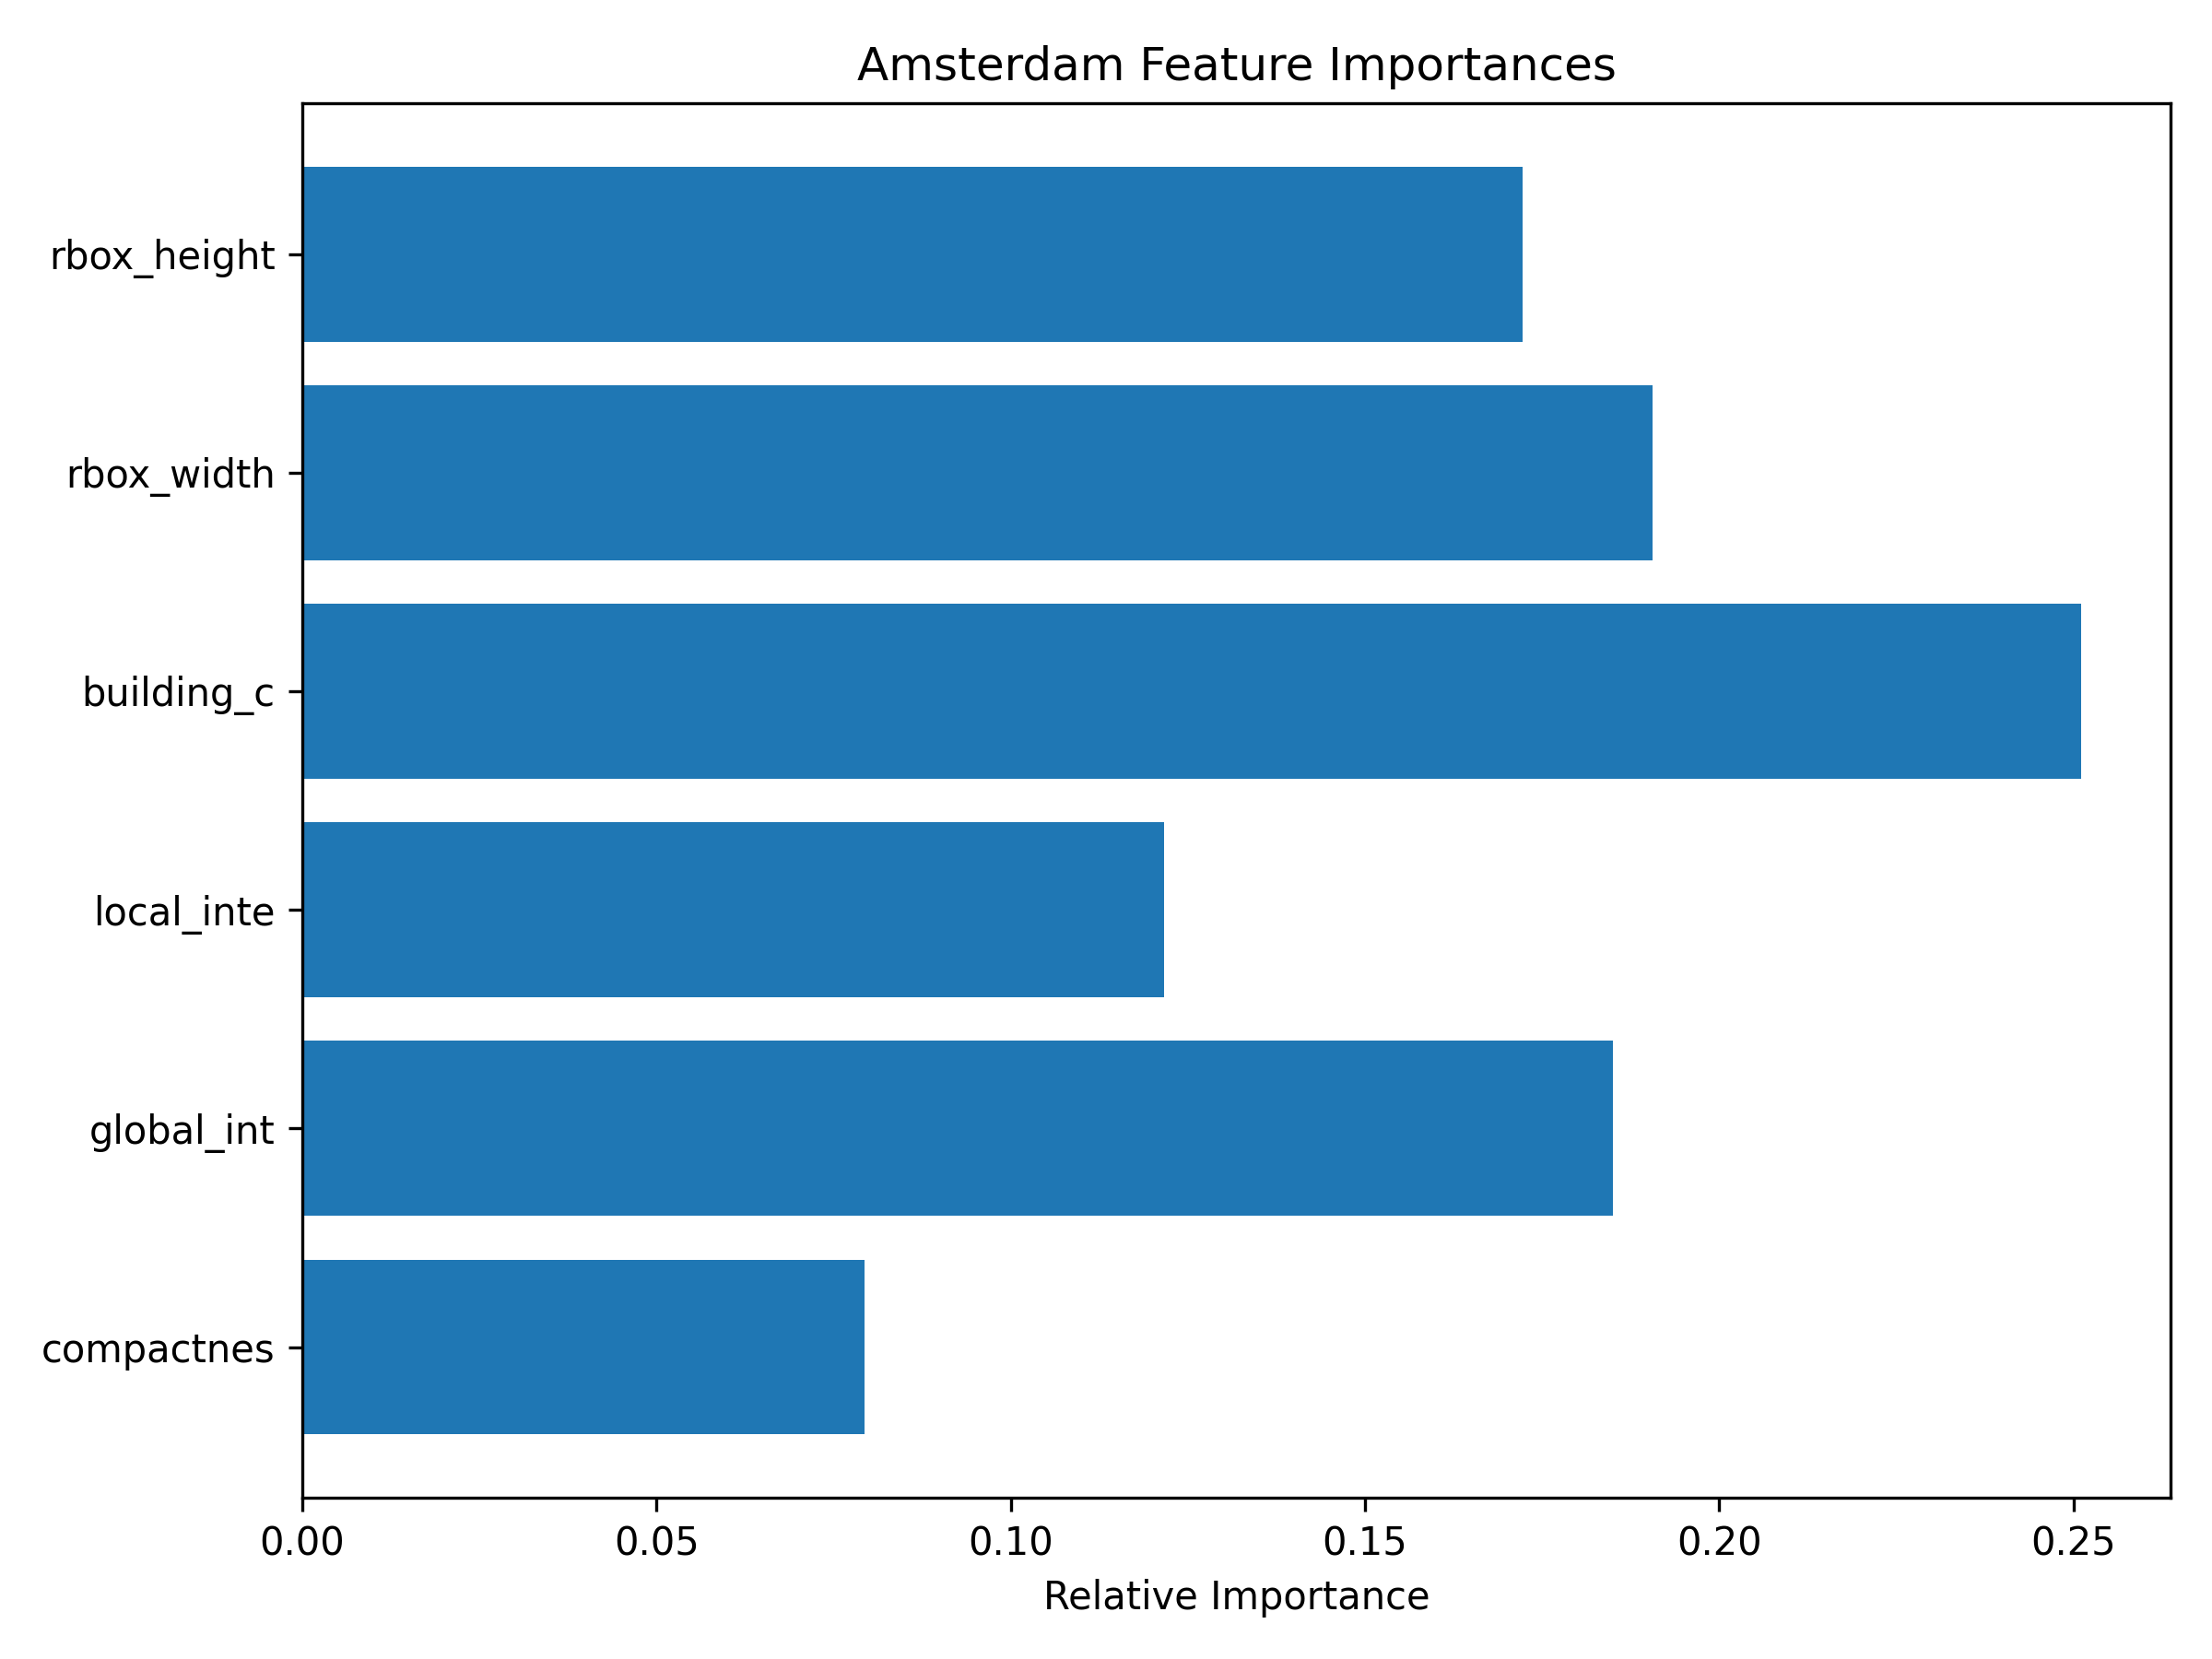 Amsterdam Feature Importances
rbox_height
rbox_width
building_c
local_inte
global_int
compactnes
0.00 0.05 0.10 0.15 0.20 0.25
Relative Importance